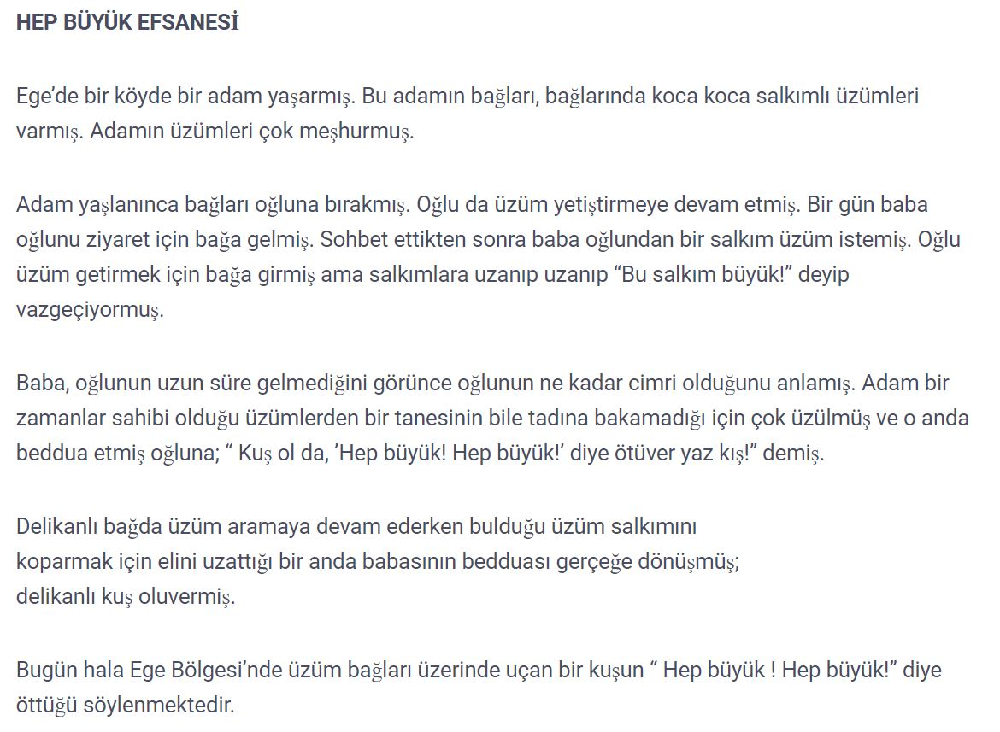 HEP BÜYÜK EFSANESİ
Ege’de bir köyde bir adam yaşarmış. Bu adamın bağları, bağlarında koca koca salkımlı üzümleri
varmış. Adamın üzümleri çok meşhurmuş.
Adam yaşlanınca bağları oğluna bırakmış. Oğlu da üzüm yetiştirmeye devam etmiş. Bir gün baba
oğlunu ziyaret için bağa gelmiş. Sohbet ettikten sonra baba oğlundan bir salkım üzüm istemiş. Oğlu
üzüm getirmek için bağa girmiş ama salkımlara uzanıp uzanıp “Bu salkım büyük!” deyip
vazgeçiyormuş.
Baba, oğlunun uzun süre gelmediğini görünce oğlunun ne kadar cimri olduğunu anlamış. Adam bir
zamanlar sahibi olduğu üzümlerden bir tanesinin bile tadına bakamadığı için çok üzülmüş ve o anda
beddua etmiş oğluna; “ Kuş ol da, ’Hep büyük! Hep büyük!’ diye ötüver yaz kış!” demiş.
Delikanlı bağda üzüm aramaya devam ederken bulduğu üzüm salkımını
koparmak için elini uzattığı bir anda babasının bedduası gerçeğe dönüşmüş;
delikanlı kuş oluvermiş.
Bugün hala Ege Bölgesi’nde üzüm bağları üzerinde uçan bir kuşun “ Hep büyük ! Hep büyük!” diye
öttüğü söylenmektedir.